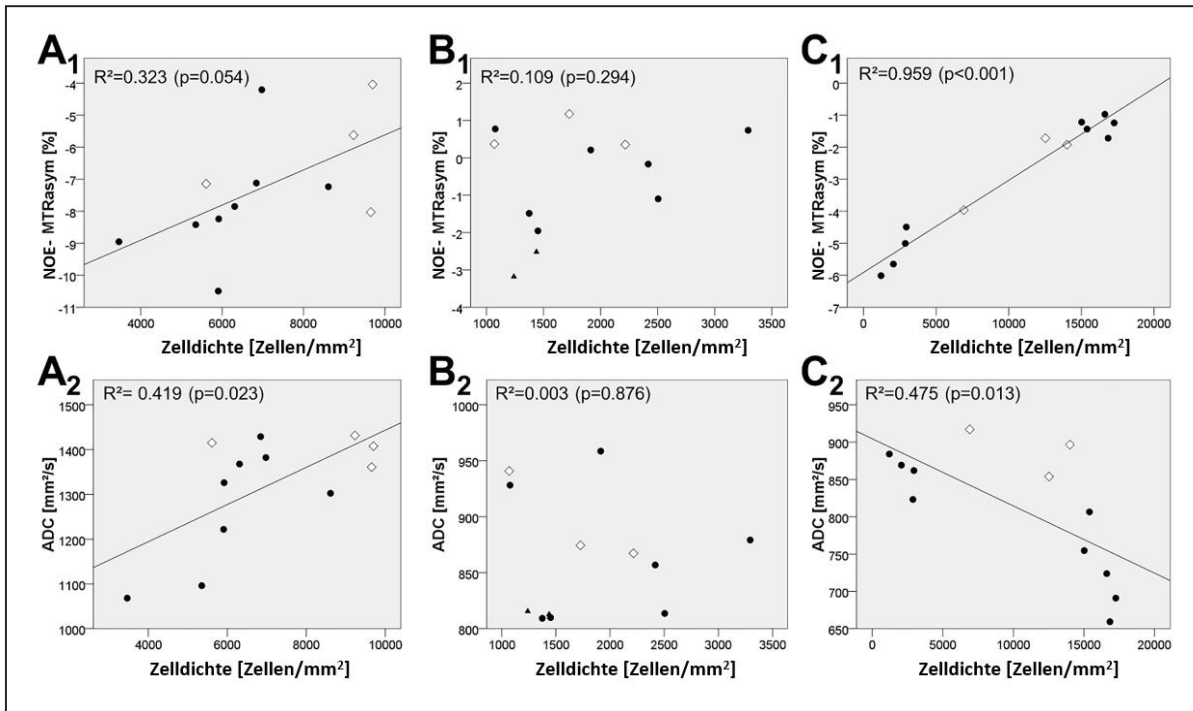 A1
R²=0.323 (p=0.054)
NOE- MTRasym [%]
-4
-5
-6
-7
-8
-9
-10
-11
4000 6000 8000 10000
Zelldichte [Zellen/mm²]
B1
R²=0.109 (p=0.294)
NOE- MTRasym [%]
2
1
0
-1
-2
-3
-4
1000 1500 2000 2500 3000 3500
Zelldichte [Zellen/mm²]
C1
R²=0.959 (p<0.001)
NOE- MTRasym [%]
0
-1
-2
-3
-4
-5
-6
-7
0 5000 10000 15000 20000
Zelldichte [Zellen/mm²]
A2
R²= 0.419 (p=0.023)
ADC [mm²/s]
1500
1400
1300
1200
1100
1000
4000 6000 8000 10000
Zelldichte [Zellen/mm²]
B2
R²=0.003 (p=0.876)
ADC [mm²/s]
1000
950
900
850
800
1000 1500 2000 2500 3000 3500
Zelldichte [Zellen/mm²]
C2
R²=0.475 (p=0.013)
ADC [mm²/s]
950
900
850
800
750
700
650
0 5000 10000 15000 20000
Zelldichte [Zellen/mm²]